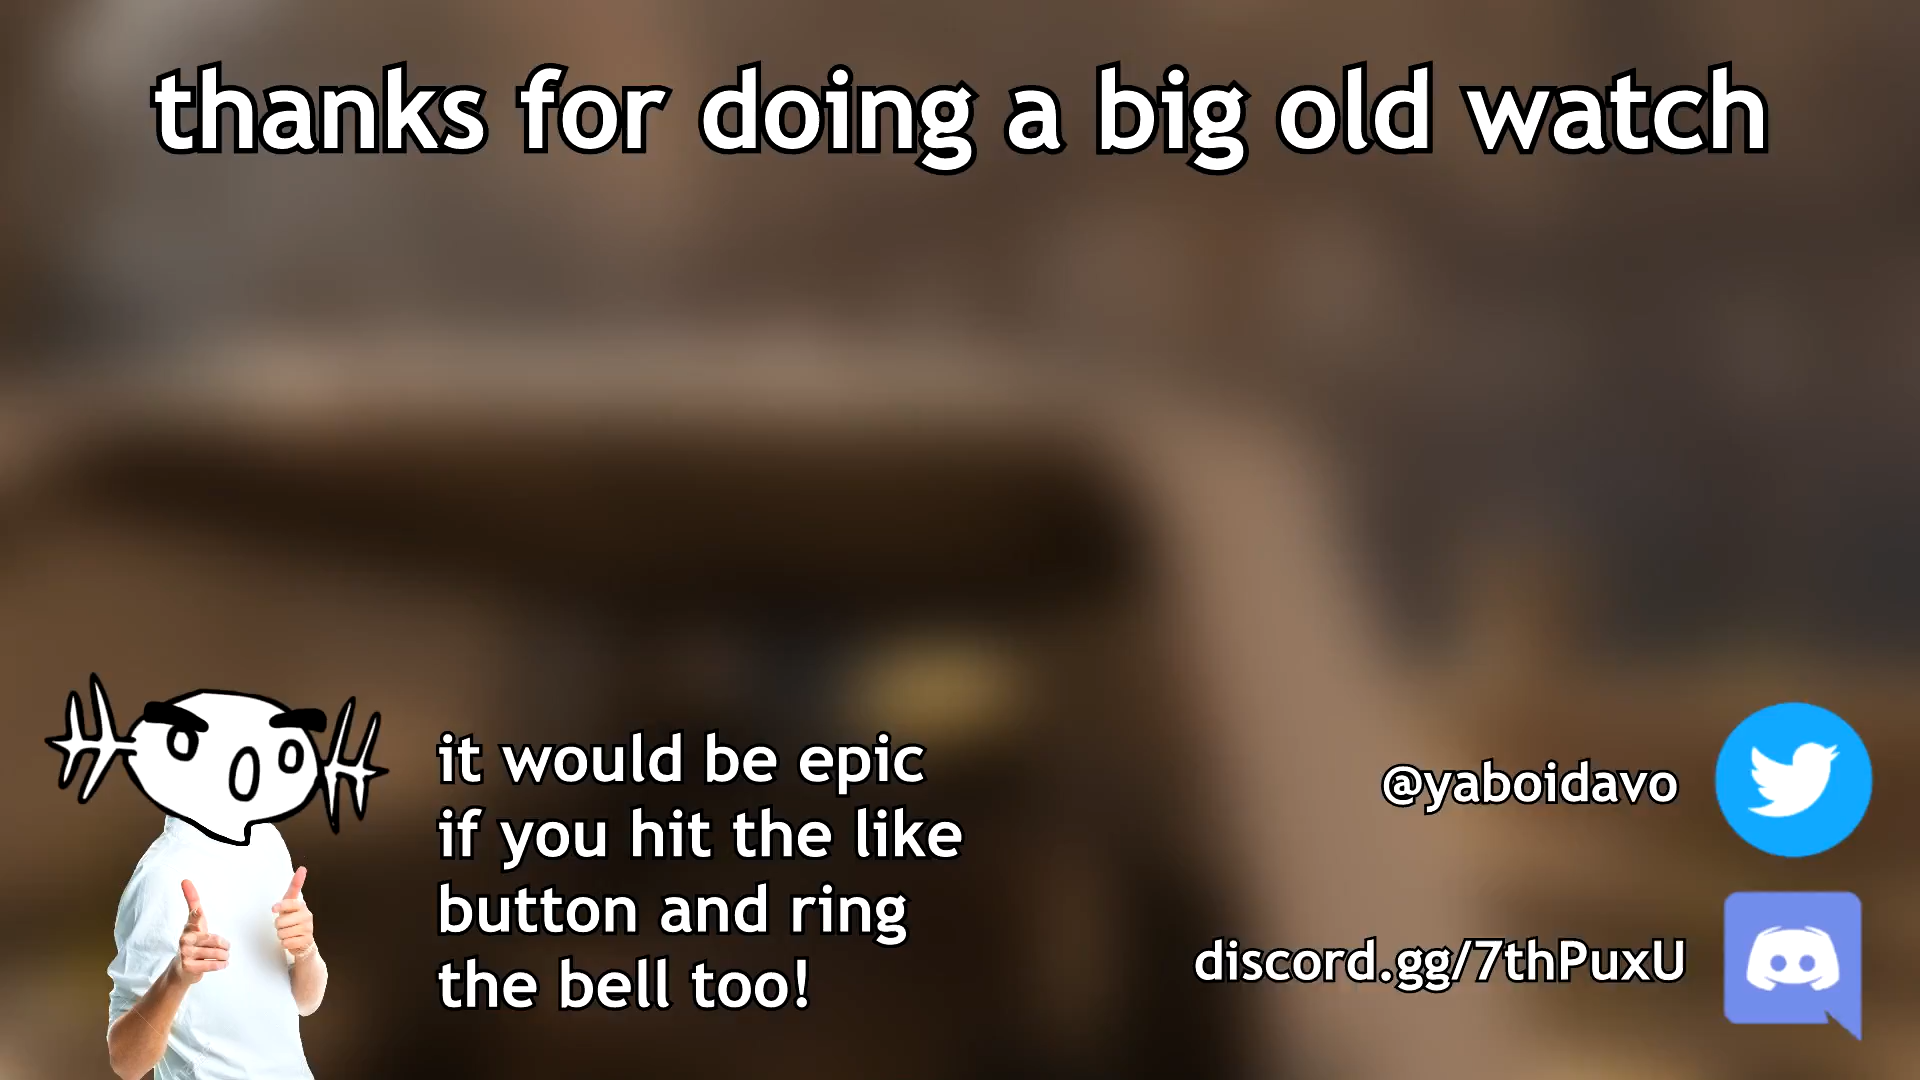 thanks for doing a big old watch
it would be epic
if you hit the like
button and ring
the bell too!
@yaboidavo
discord.gg/7thPuxU